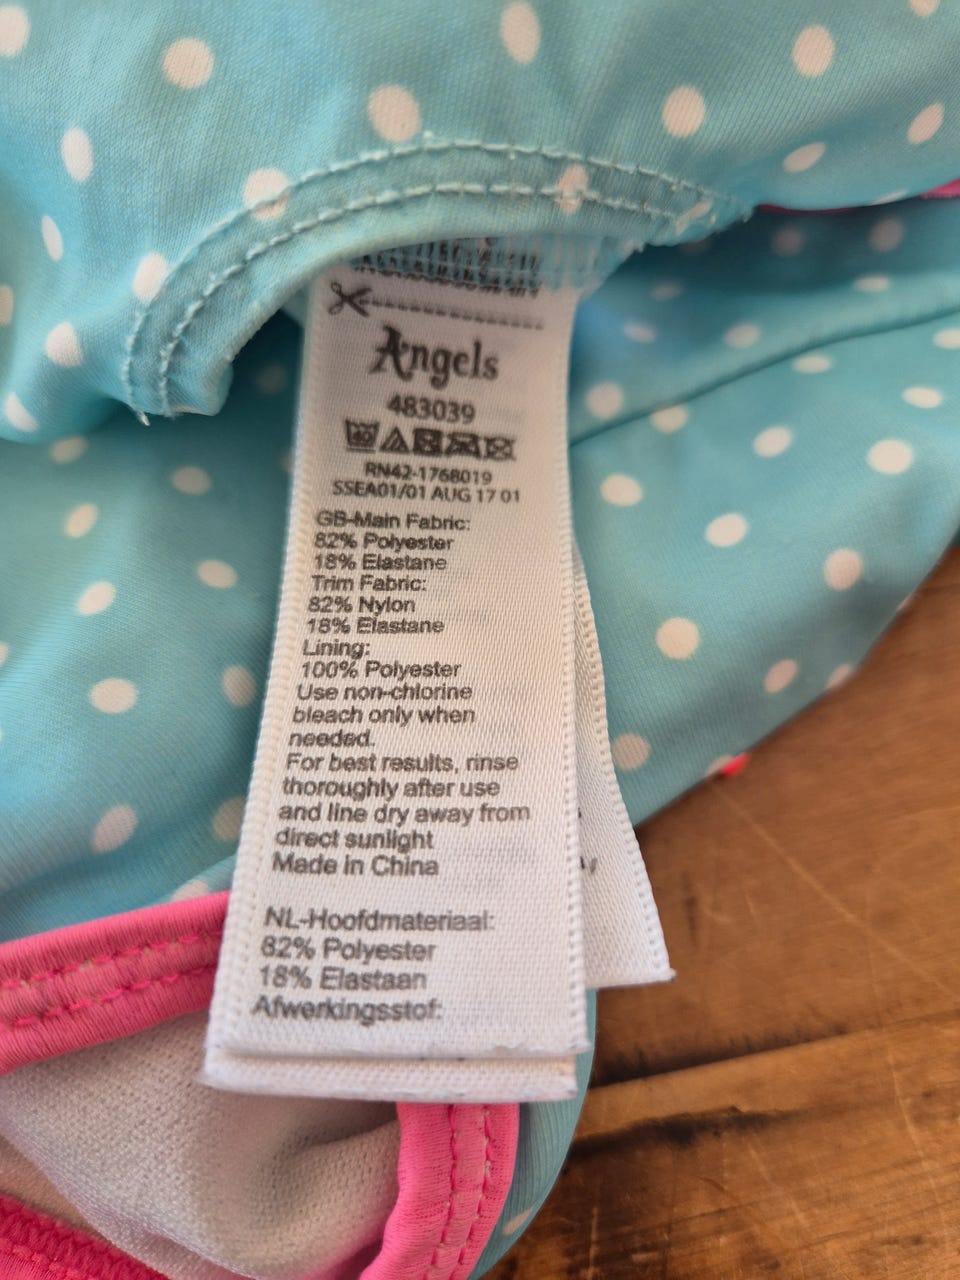 Angels
483039
40
RN42-1768019
SSEA01/01 AUG 17 01
GB-Main Fabric:
82% Polyester
18% Elastane
Trim Fabric:
82% Nylon
18% Elastane
Lining:
100% Polyester
Use non-chlorine
bleach only when
needed.
For best results, rinse
thoroughly after use
and line dry away from
direct sunlight
Made in China
NL-Hoofdmateriaal:
82% Polyester
18% Elastaan
Afwerkingsstof: